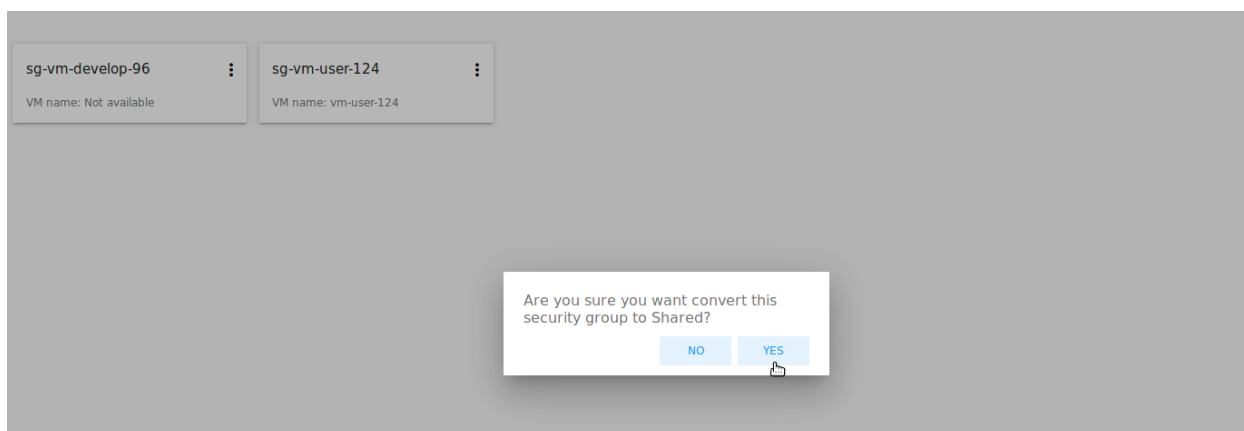 sg-vm-develop-96
VM name: Not available
sg-vm-user-124
VM name: vm-user-124
Are you sure you want convert this
security group to Shared?
NO
YES